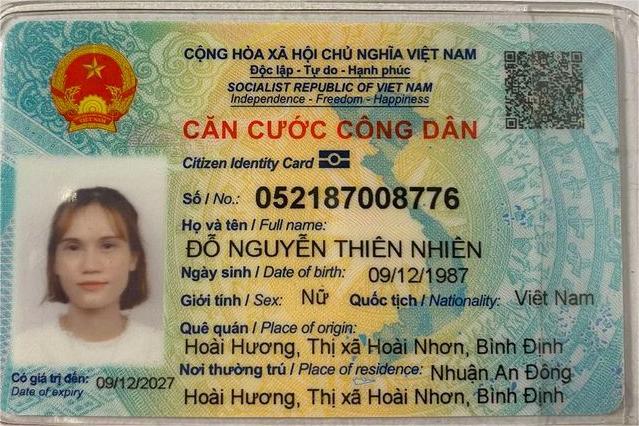 CỘNG HÒA XÃ HỘI CHỦ NGHĨA VIỆT NAM
Độc lập - Tự do - Hạnh phúc
SOCIALIST REPUBLIC OF VIET NAM
Independence - Freedom - Happiness
CĂN CƯỚC CÔNG DÂN
Citizen Identity Card
Số / No.: 052187008776
Họ và tên / Full name:
ĐỖ NGUYỄN THIÊN NHIÊN
Ngày sinh / Date of birth: 09/12/1987
Giới tính / Sex: Nữ Quốc tịch / Nationality: Việt Nam
Quê quán / Place of origin:
Hoài Hương, Thị xã Hoài Nhơn, Bình Định
Nơi thường trú / Place of residence: Nhuận An Đông
Hoài Hương, Thị xã Hoài Nhơn, Bình Định
Có giá trị đến: 09/12/2027
Date of expiry